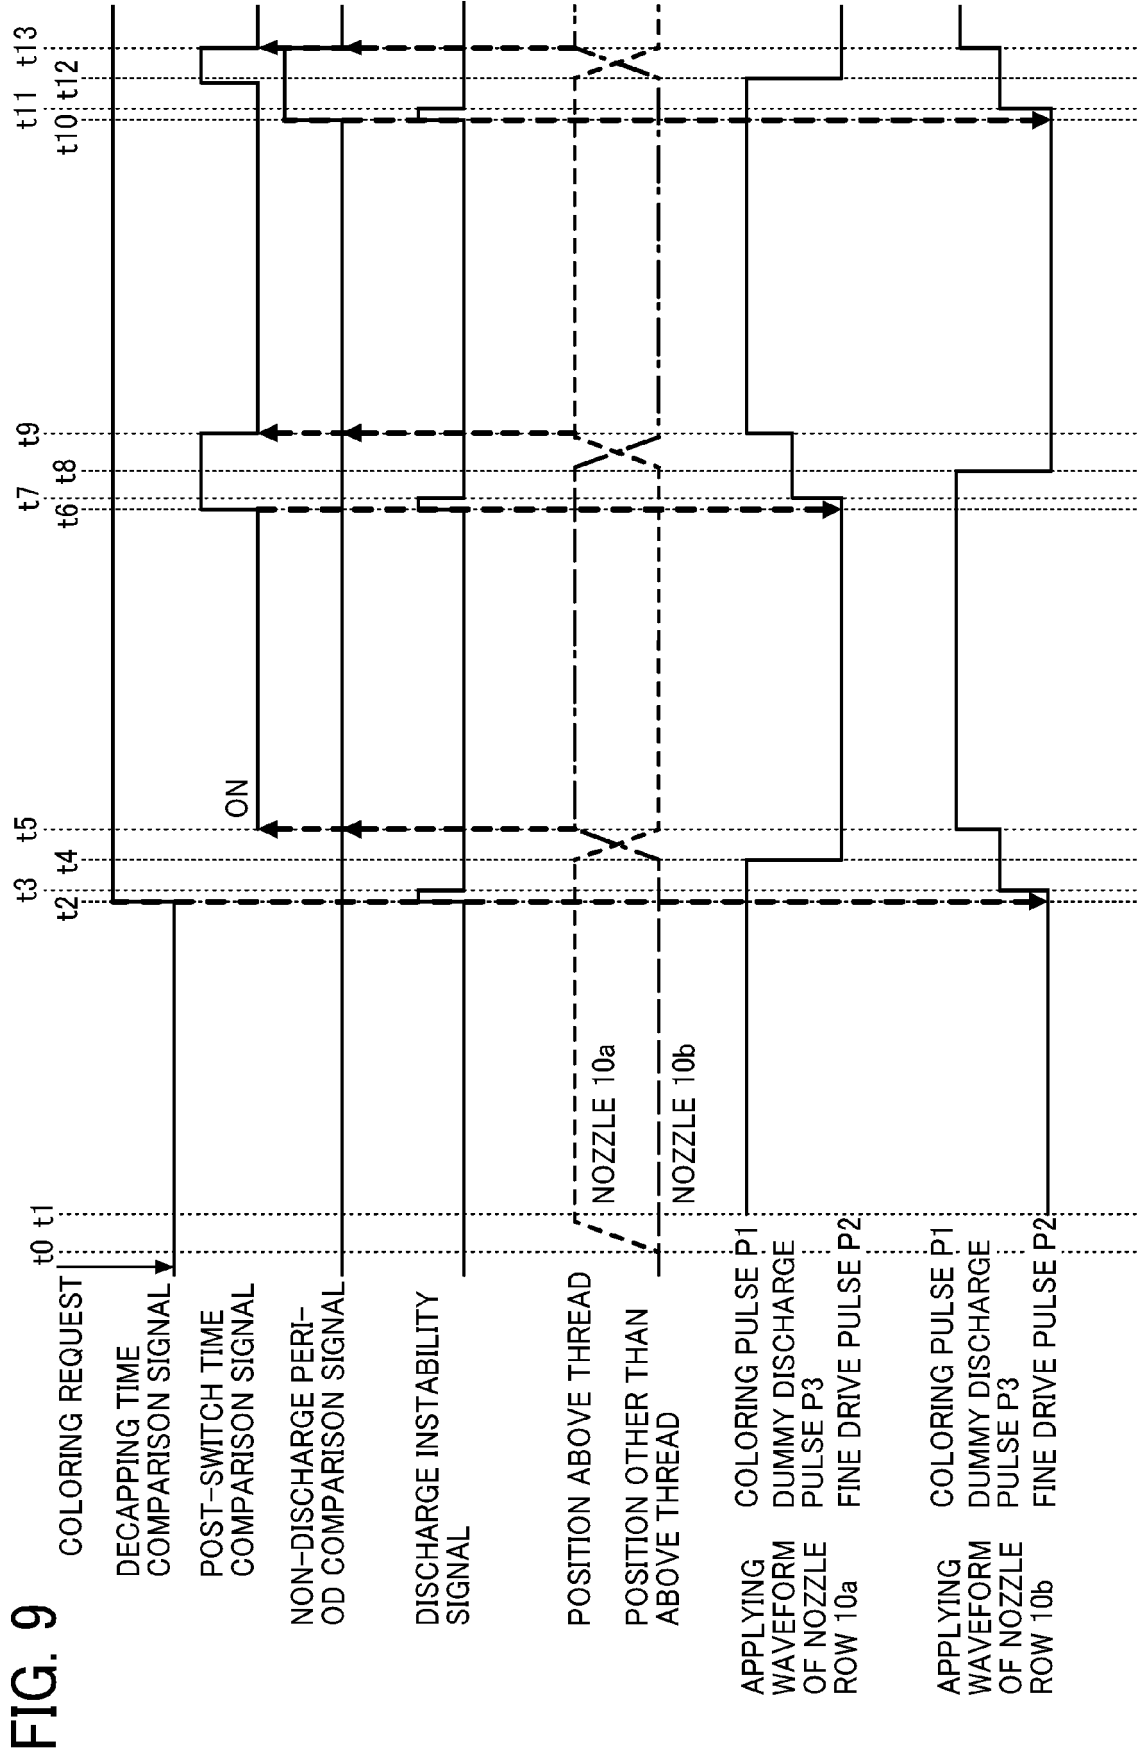 FIG. 9
COLORING REQUEST
DECAPPING TIME
COMPARISON SIGNAL
POST-SWITCH TIME
COMPARISON SIGNAL
NON-DISCHARGE PERI-
OD COMPARISON SIGNAL
DISCHARGE INSTABILITY
SIGNAL
POSITION ABOVE THREAD
POSITION OTHER THAN
ABOVE THREAD
APPLYING
WAVEFORM
OF NOZZLE
ROW 10a
COLORING PULSE P1
DUMMY DISCHARGE
PULSE P3
FINE DRIVE PULSE P2
APPLYING
WAVEFORM
OF NOZZLE
ROW 10b
COLORING PULSE P1
DUMMY DISCHARGE
PULSE P3
FINE DRIVE PULSE P2
t0 t1
t2
t3
t4
t5
t6
t7
t8
t9
t10
t11
t12
t13
ON
NOZZLE 10a
NOZZLE 10b